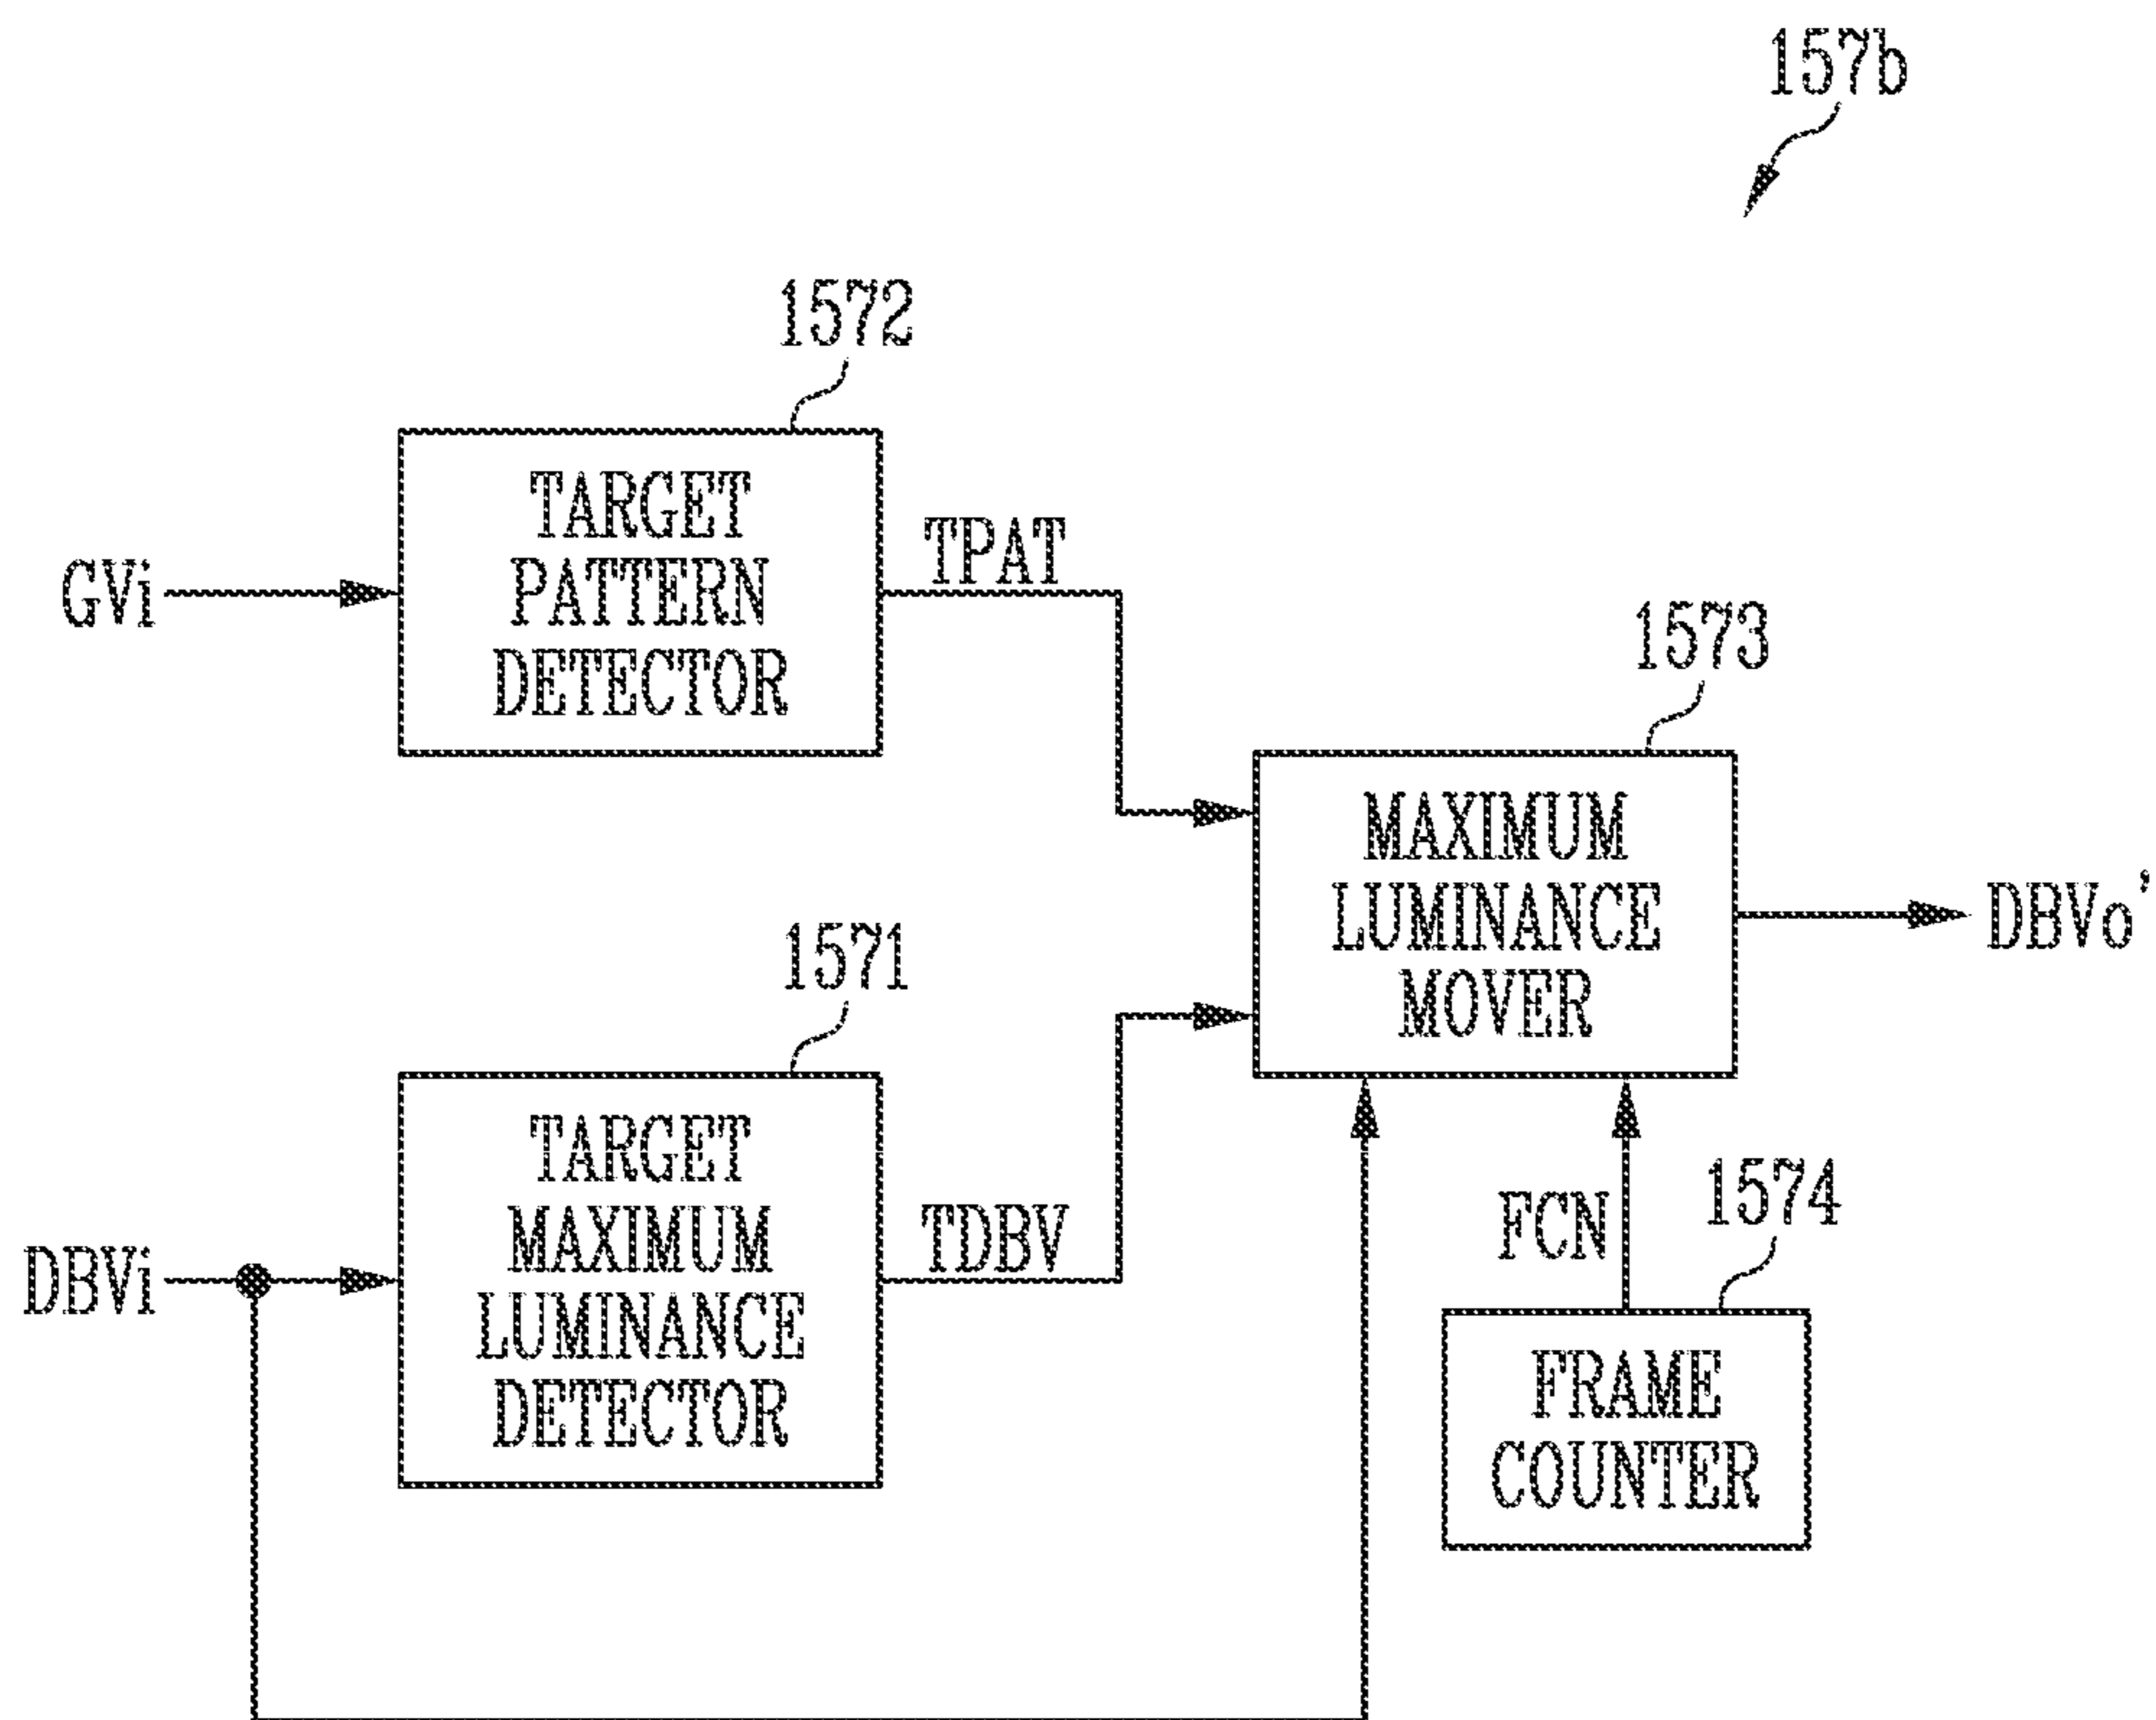 157b
1572
TARGET
PATTERN
DETECTOR
GVi
TPAT
1573
MAXIMUM
LUMINANCE
MOVER
DBVo'
1571
TARGET
MAXIMUM
LUMINANCE
DETECTOR
DBVi
TDBV
FCN
1574
FRAME
COUNTER